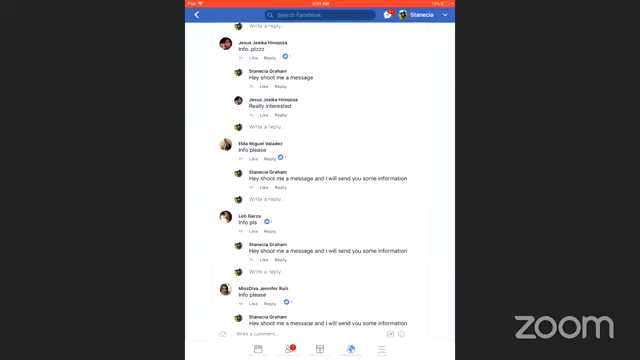 iPad
5:01 AM
Search Facebook
Stanecia
Write a reply..
Jesus Jesika Hinojosa
Info..plzzz
Like Reply 1
Stanecia Graham
Hey shoot me a message
Like Reply
Jesus Jesika Hinojosa
Really interested
Like Reply
Write a reply..
Elda Miguel Valadez
Info please
Like Reply 1
Stanecia Graham
Hey shoot me a message and I will send you some information
Like Reply
Write a reply..
Leti Garza
Info pls
1
Like Reply
Stanecia Graham
Hey shoot me a message and I will send you some information
Like Reply
Write a reply..
MissDiva Jennifer Ruiz
Info please
Like Reply 1
Stanecia Graham
Hey shoot me a message and I will send you some information
Write a comment..
zoom